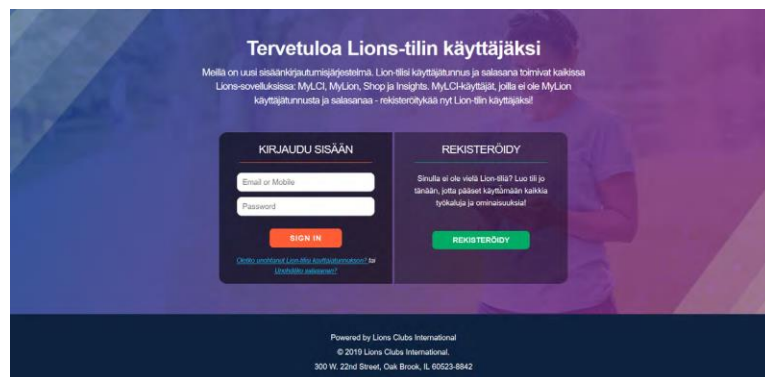 Tervetuloa Lions-tilin käyttäjäksi
Meillä on uusi sisäänkirjautumisjärjestelmä. Lion-tilisi käyttäjätunnus ja salasana toimivat kaikissa
Lions-sovelluksissa: MyLCI, MyLion, Shop ja Insights. MyLCI-käyttäjät, joilla ei ole MyLion
käyttäjätunnusta ja salasanaa - rekisteröitykää nyt Lion-tilin käyttäjäksi!
KIRJAUDU SISÄÄN
Email or Mobile
Password
SIGN IN
Oletko unohtanut Lion-tilisi käyttäjätunnuksen? tai
Unohditko salasanan?
REKISTERÖIDY
Sinulla ei ole vielä Lion-tiliä? Luo tili jo
tänään, jotta pääset käyttämään kaikkia
työkaluja ja ominaisuuksia!
REKISTERÖIDY
Powered by Lions Clubs International
© 2019 Lions Clubs International.
300 W. 22nd Street, Oak Brook, IL 60523-8842